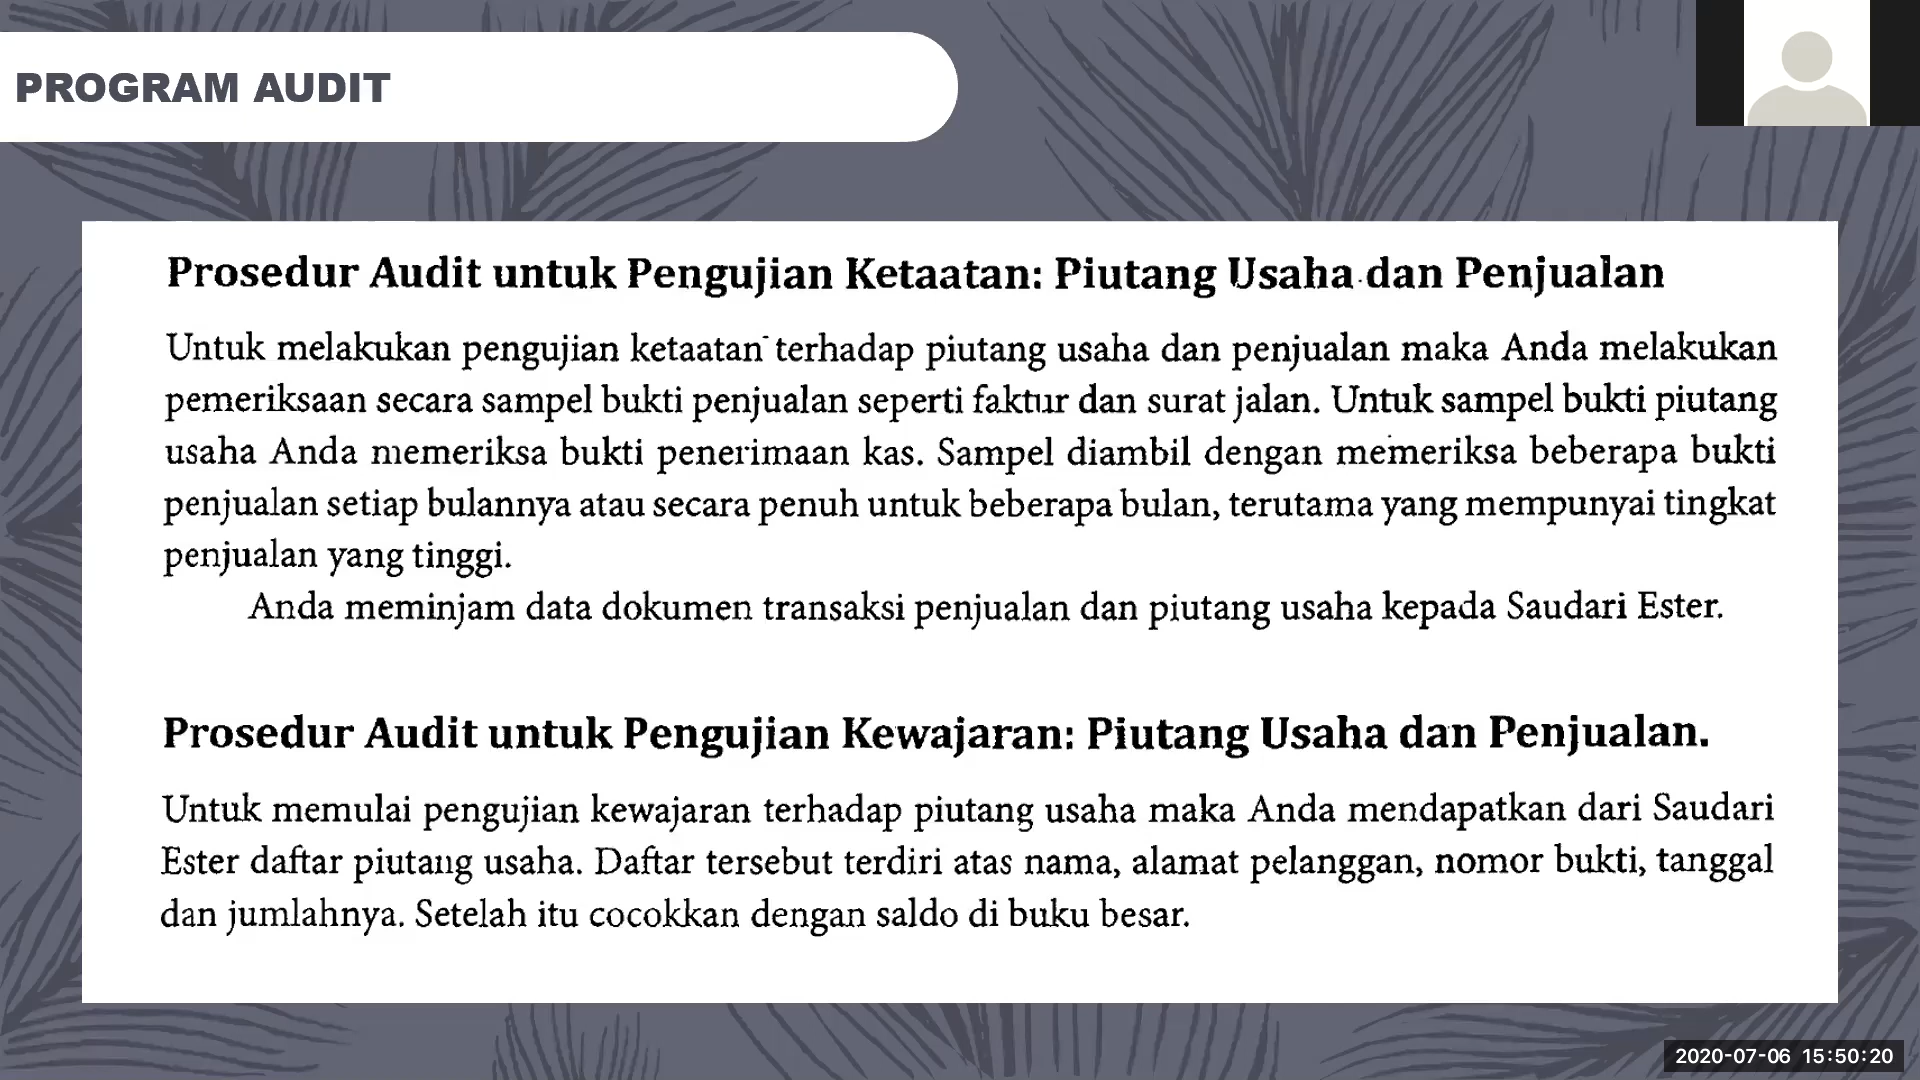 PROGRAM AUDIT
Prosedur Audit untuk Pengujian Ketaatan: Piutang Usaha dan Penjualan
Untuk melakukan pengujian ketaatan terhadap piutang usaha dan penjualan maka Anda melakukan
pemeriksaan secara sampel bukti penjualan seperti faktur dan surat jalan. Untuk sampel bukti piutang
usaha Anda memeriksa bukti penerimaan kas. Sampel diambil dengan memeriksa beberapa bukti
penjualan setiap bulannya atau secara penuh untuk beberapa bulan, terutama yang mempunyai tingkat
penjualan yang tinggi.
Anda meminjam data dokumen transaksi penjualan dan piutang usaha kepada Saudari Ester.
Prosedur Audit untuk Pengujian Kewajaran: Piutang Usaha dan Penjualan.
Untuk memulai pengujian kewajaran terhadap piutang usaha maka Anda mendapatkan dari Saudari
Ester daftar piutang usaha. Daftar tersebut terdiri atas nama, alamat pelanggan, nomor bukti, tanggal
dan jumlahnya. Setelah itu cocokkan dengan saldo di buku besar.
2020-07-06 15:50:20